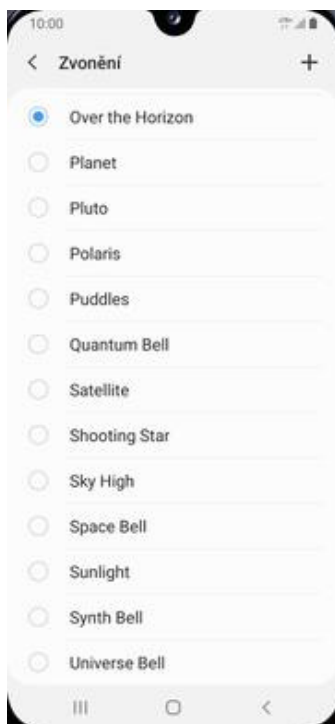 10:00
Zvonění
Over the Horizon
Planet
Pluto
Polaris
Puddles
Quantum Bell
Satellite
Shooting Star
Sky High
Space Bell
Sunlight
Synth Bell
Universe Bell